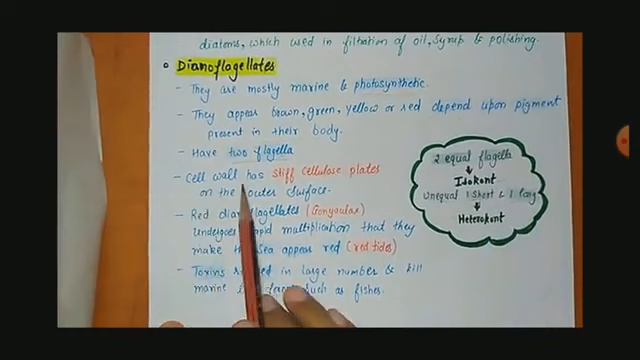 diatoms, which used in filtration of oil, Syrup & polishing.
Dianoflagellates
- They are mostly marine & photosynthetic.
- They appear brown, green, yellow or red depend upon pigment
present in their body.
- Have two flagella
- Cell wall has stiff cellulose plates
on the outer surface.
- Red dianoflagellates (Gonyaulax)
undergoes rapid multiplication that they
make the sea appear red (red tides)
- Toxins in large number & kill
marine such as fishes.
2 equal flagella
Isokont
Unequal 1 short & 1 long
Heterokont